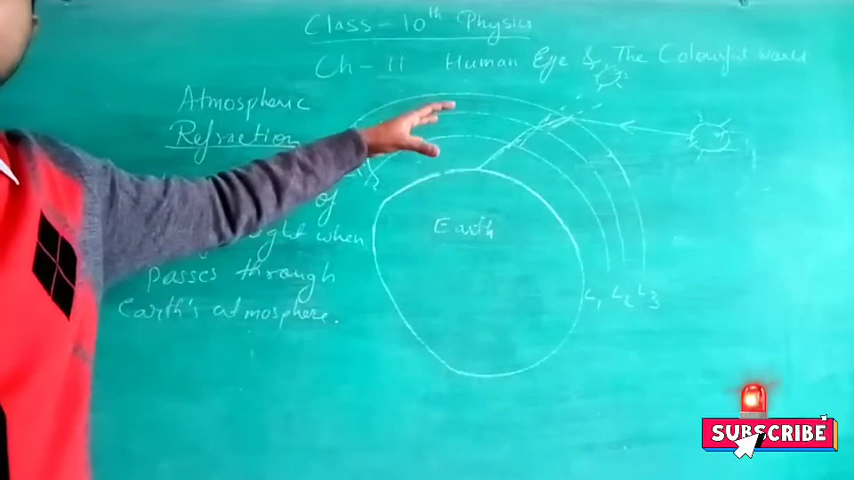 Class - 10th Physics
Ch - 11 Human Eye & The Colourful World
Atmospheric
Refraction
of
light when
passes through
Earth's atmosphere.
Earth
L1 L2 L3
SUBSCRIBE